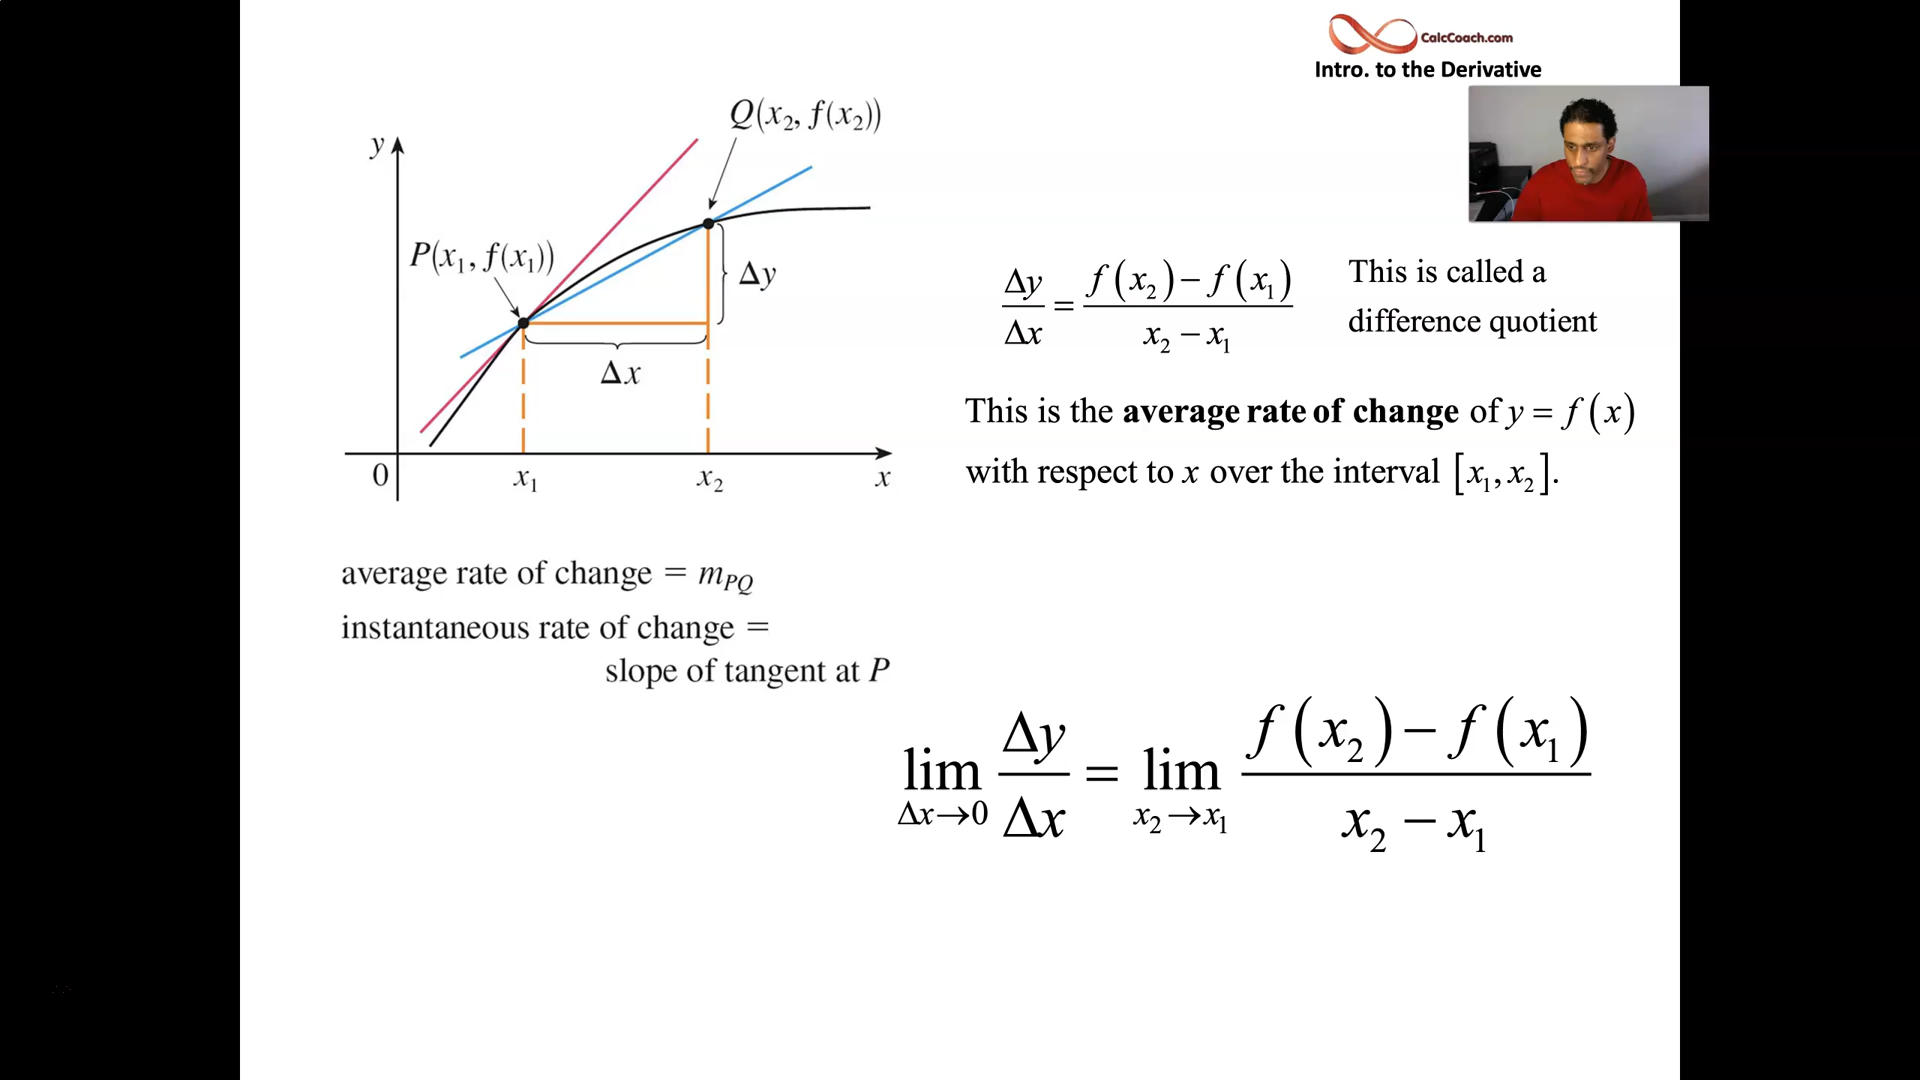 CalcCoach.com
Intro. to the Derivative
Q(x₂, f(x₂))
y
P(x₁, f(x₁))
Δy
Δx
0
x₁
x₂
x
Δy/Δx = (f(x₂) − f(x₁))/(x₂ − x₁)
This is called a
difference quotient
This is the average rate of change of y = f(x)
with respect to x over the interval [x₁, x₂].
average rate of change = m_PQ
instantaneous rate of change =
slope of tangent at P
lim_{Δx→0} Δy/Δx = lim_{x₂→x₁} (f(x₂) − f(x₁))/(x₂ − x₁)